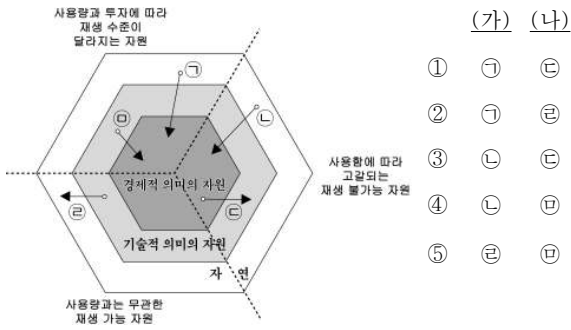 사용량과 투자에 따라
재생 수준이
달라지는 자원
㉠
㉤
㉡
경제적 의미의 자원
사용함에 따라
고갈되는
재생 불가능 자원
㉣
㉢
기술적 의미의 자원
자 연
사용량과는 무관한
재생 가능 자원
(가) (나)
① ㉠ ㉢
② ㉠ ㉣
③ ㉡ ㉢
④ ㉡ ㉤
⑤ ㉣ ㉤